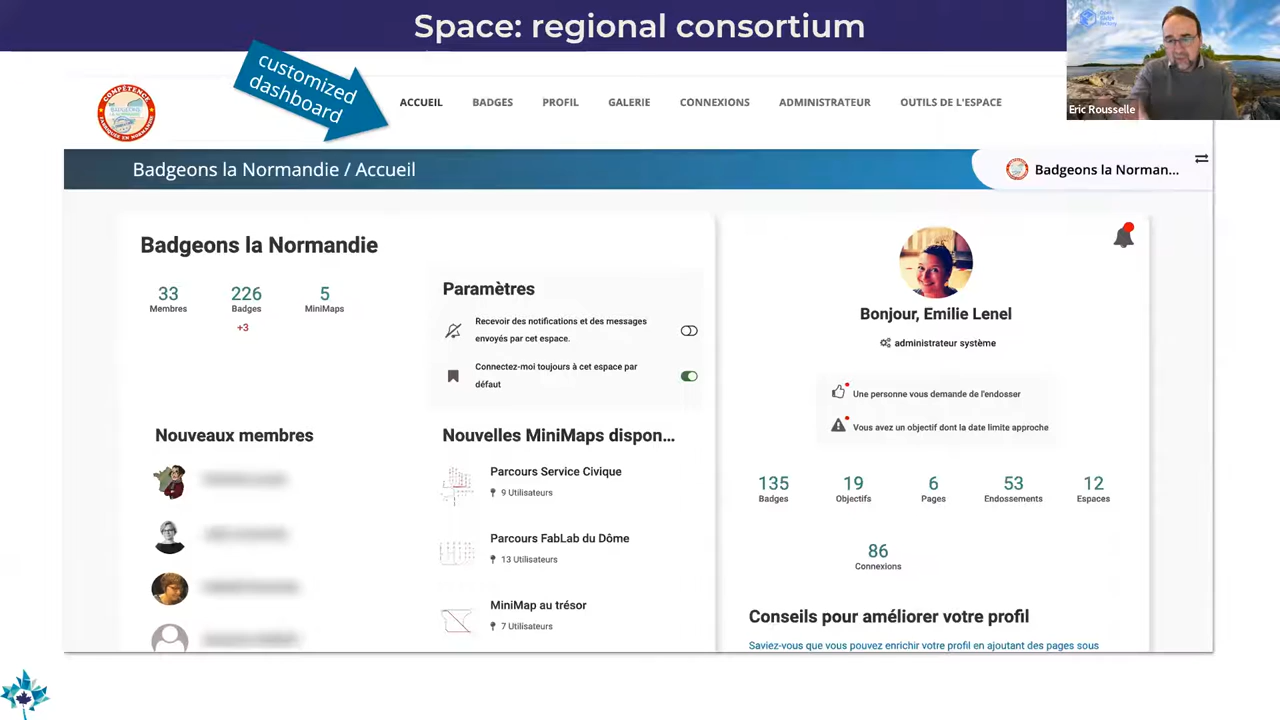 Space: regional consortium
Eric Rousselle
customized
dashboard
ACCUEIL
BADGES
PROFIL
GALERIE
CONNEXIONS
ADMINISTRATEUR
OUTILS DE L'ESPACE
Badgeons la Normandie / Accueil
Badgeons la Norman...
Badgeons la Normandie
33
Membres
226
Badges
+3
5
MiniMaps
Paramètres
Recevoir des notifications et des messages
envoyés par cet espace.
Connectez-moi toujours à cet espace par
défaut
Nouveaux membres
Nouvelles MiniMaps dispon...
Parcours Service Civique
9 Utilisateurs
Parcours FabLab du Dôme
13 Utilisateurs
MiniMap au trésor
7 Utilisateurs
Bonjour, Emilie Lenel
administrateur système
Une personne vous demande de l'endosser
Vous avez un objectif dont la date limite approche
135
Badges
19
Objectifs
6
Pages
53
Endossements
12
Espaces
86
Connexions
Conseils pour améliorer votre profil
Saviez-vous que vous pouvez enrichir votre profil en ajoutant des pages sous